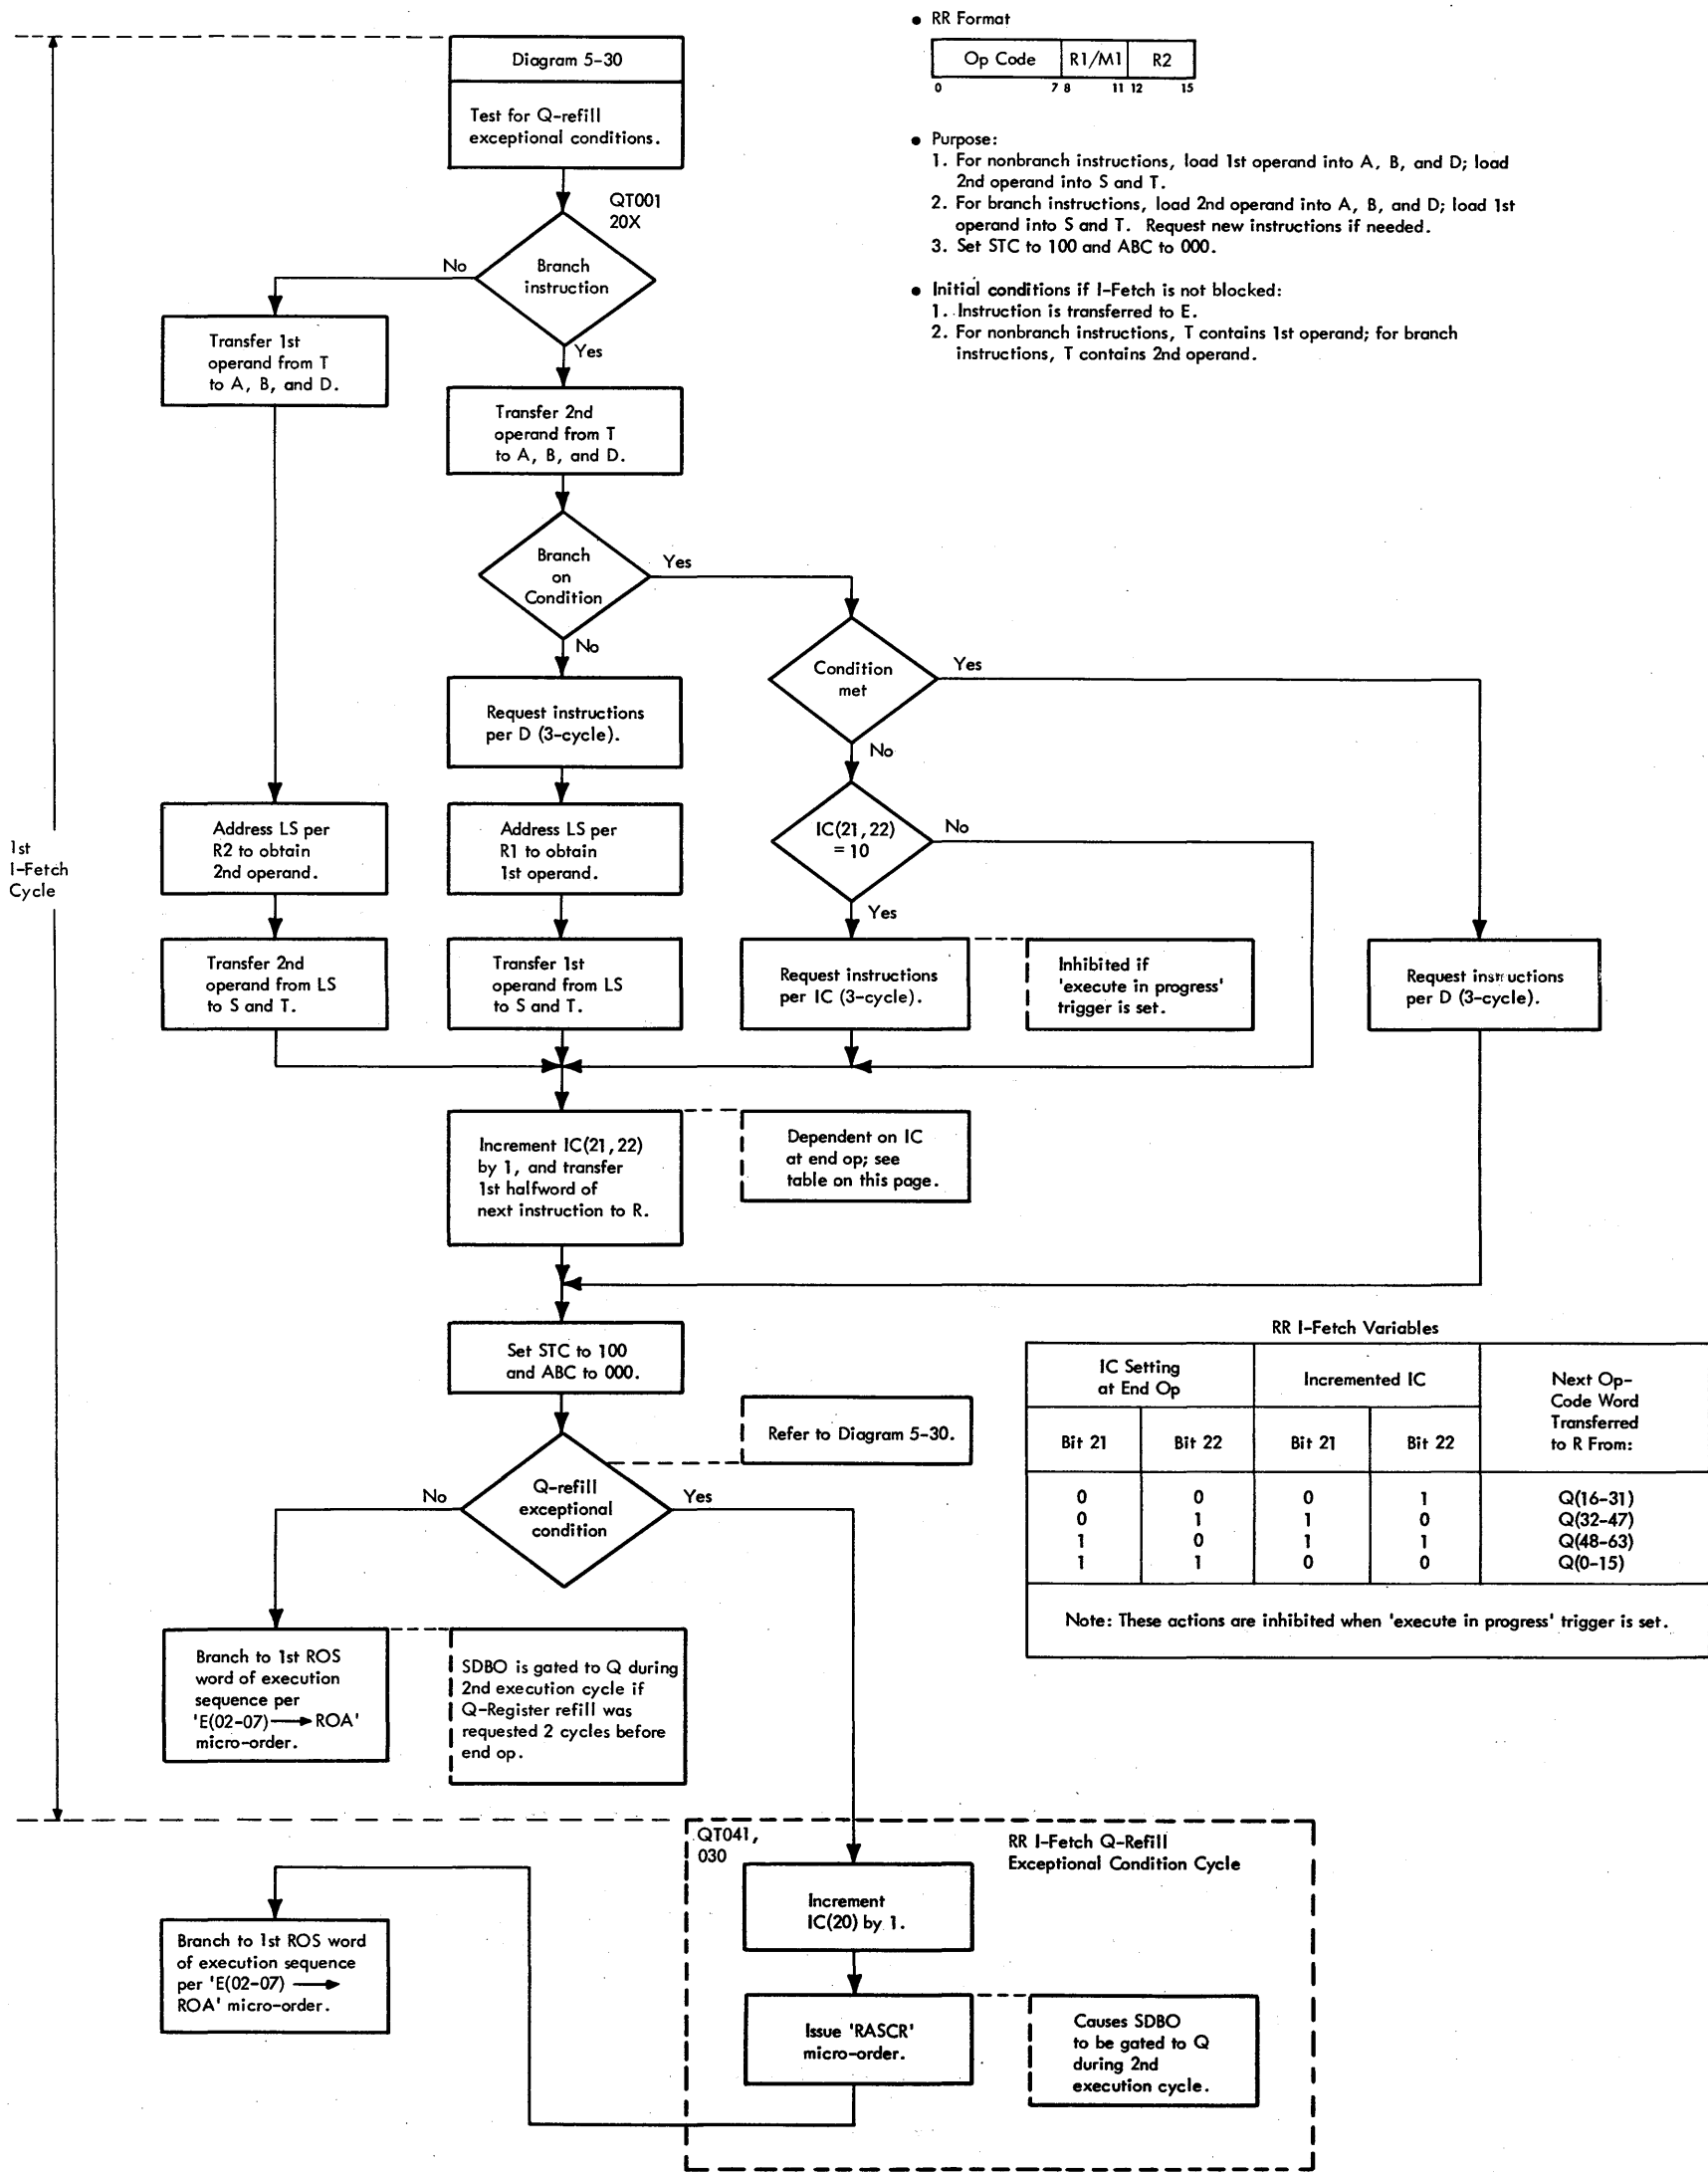 ● RR Format
Op Code R1/M1 R2
0 7 8 11 12 15
● Purpose:
1. For nonbranch instructions, load 1st operand into A, B, and D; load
2nd operand into S and T.
2. For branch instructions, load 2nd operand into A, B, and D; load 1st
operand into S and T. Request new instructions if needed.
3. Set STC to 100 and ABC to 000.
● Initial conditions if I-Fetch is not blocked:
1. Instruction is transferred to E.
2. For nonbranch instructions, T contains 1st operand; for branch
instructions, T contains 2nd operand.
Diagram 5-30
Test for Q-refill
exceptional conditions.
QT001
20X
Branch
instruction
No
Yes
Transfer 1st
operand from T
to A, B, and D.
Transfer 2nd
operand from T
to A, B, and D.
Branch
on
Condition
Yes
No
Condition
met
Yes
No
Request instructions
per D (3-cycle).
1st
I-Fetch
Cycle
Address LS per
R2 to obtain
2nd operand.
Address LS per
R1 to obtain
1st operand.
IC(21,22)
= 10
No
Yes
Transfer 2nd
operand from LS
to S and T.
Transfer 1st
operand from LS
to S and T.
Request instructions
per IC (3-cycle).
Inhibited if
'execute in progress'
trigger is set.
Request instructions
per D (3-cycle).
Increment IC(21,22)
by 1, and transfer
1st halfword of
next instruction to R.
Dependent on IC
at end op; see
table on this page.
Set STC to 100
and ABC to 000.
Refer to Diagram 5-30.
Q-refill
exceptional
condition
No
Yes
RR I-Fetch Variables
IC Setting
at End Op
Incremented IC
Next Op-
Code Word
Transferred
to R From:
Bit 21 Bit 22 Bit 21 Bit 22
0 0 0 1 Q(16-31)
0 1 1 0 Q(32-47)
1 0 1 1 Q(48-63)
1 1 0 0 Q(0-15)
Note: These actions are inhibited when 'execute in progress' trigger is set.
Branch to 1st ROS
word of execution
sequence per
'E(02-07) → ROA'
micro-order.
SDBO is gated to Q during
2nd execution cycle if
Q-Register refill was
requested 2 cycles before
end op.
QT041,
030
RR I-Fetch Q-Refill
Exceptional Condition Cycle
Increment
IC(20) by 1.
Branch to 1st ROS word
of execution sequence
per 'E(02-07) →
ROA' micro-order.
Issue 'RASCR'
micro-order.
Causes SDBO
to be gated to Q
during 2nd
execution cycle.